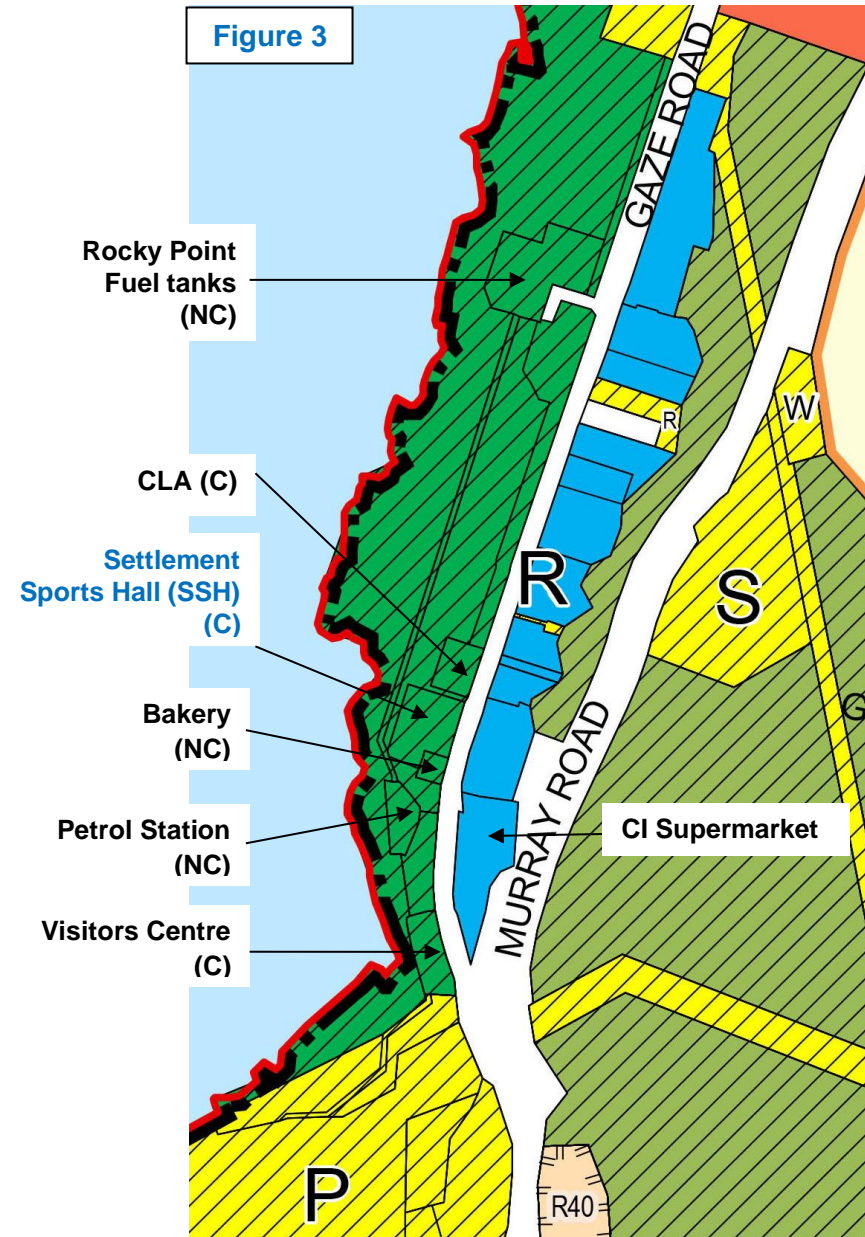 Figure 3
GAZE ROAD
Rocky Point
Fuel tanks
(NC)
W
R
CLA (C)
Settlement
Sports Hall (SSH)
(C)
R
S
G
Bakery
(NC)
MURRAY ROAD
Petrol Station
(NC)
CI Supermarket
Visitors Centre
(C)
P
R40